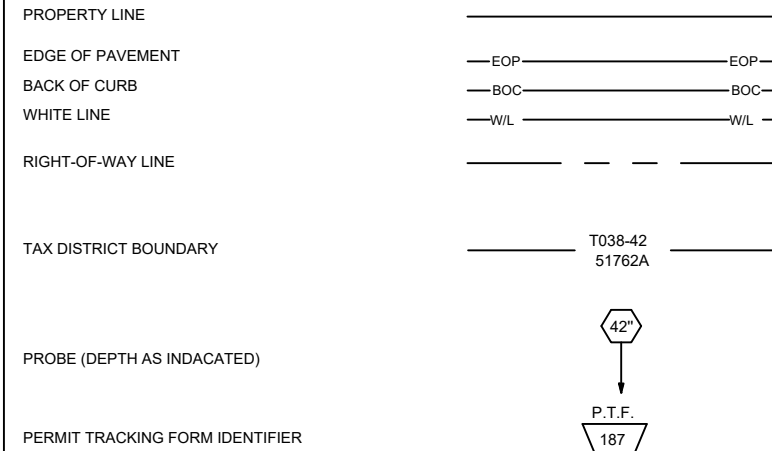 PROPERTY LINE
EDGE OF PAVEMENT EOP EOP
BACK OF CURB BOC BOC
WHITE LINE W/L W/L
RIGHT-OF-WAY LINE
TAX DISTRICT BOUNDARY T038-42
51762A
42"
PROBE (DEPTH AS INDACATED)
P.T.F.
PERMIT TRACKING FORM IDENTIFIER 187